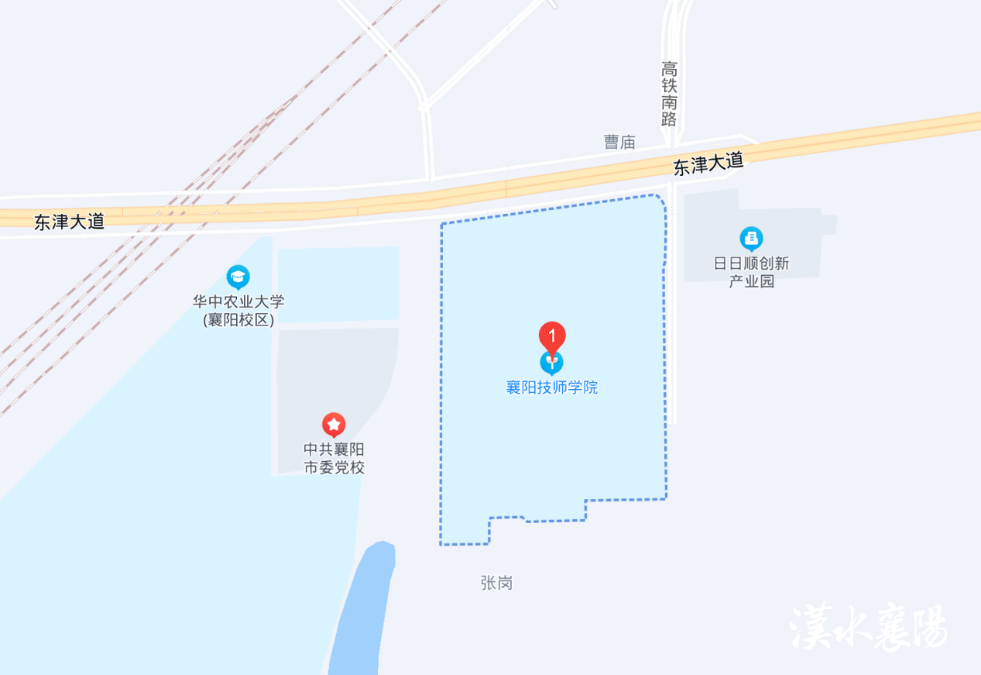 高铁南路
曹庙
东津大道
东津大道
日日顺创新
产业园
华中农业大学
(襄阳校区)
1
襄阳技师学院
中共襄阳
市委党校
张岗
漢水襄陽